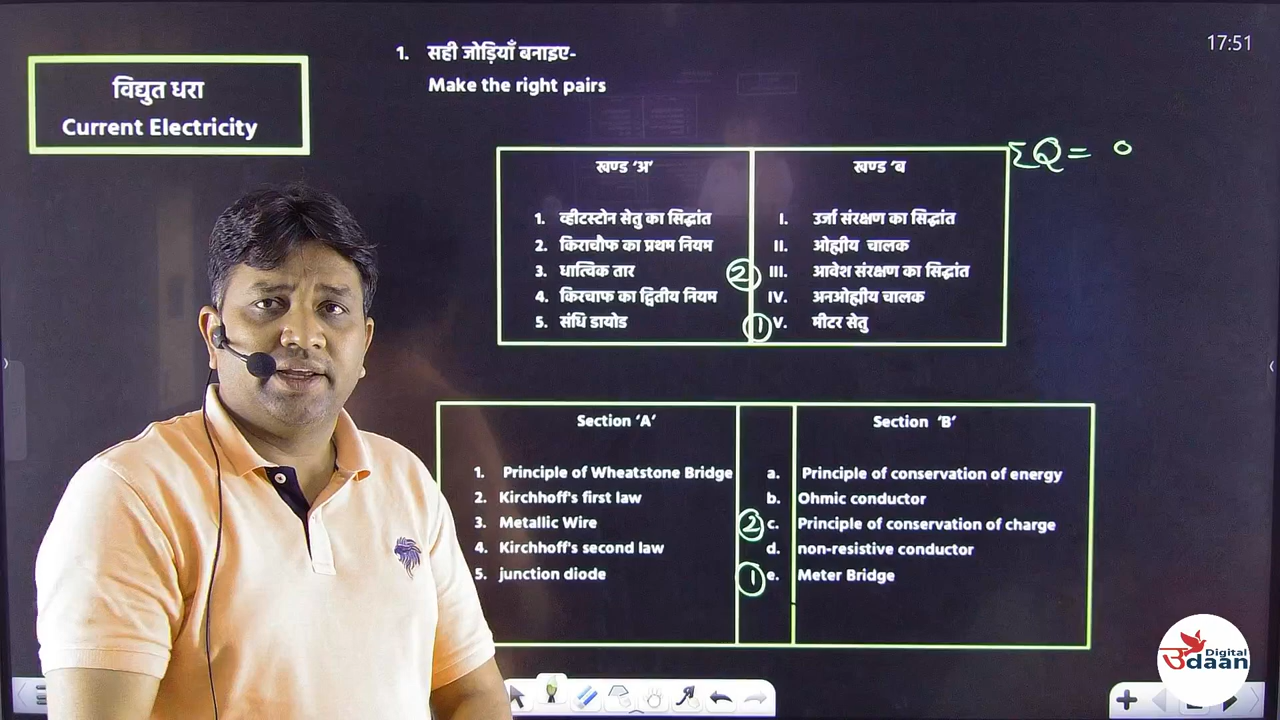 17:51
विद्युत धरा
Current Electricity
1. सही जोड़ियाँ बनाइए-
Make the right pairs
ΣQ = 0
खण्ड ‘अ’
1. व्हीटस्टोन सेतु का सिद्धांत
2. किराचौफ का प्रथम नियम
3. धात्विक तार
4. किरचाफ का द्वितीय नियम
5. संधि डायोड
खण्ड ‘ब
I. उर्जा संरक्षण का सिद्धांत
II. ओह्मीय चालक
2 III. आवेश संरक्षण का सिद्धांत
IV. अनओह्मीय चालक
1 V. मीटर सेतु
Section ‘A’
1. Principle of Wheatstone Bridge
2. Kirchhoff's first law
3. Metallic Wire
4. Kirchhoff's second law
5. junction diode
Section ‘B’
a. Principle of conservation of energy
b. Ohmic conductor
2 c. Principle of conservation of charge
d. non-resistive conductor
1 e. Meter Bridge
Digital
उdaan